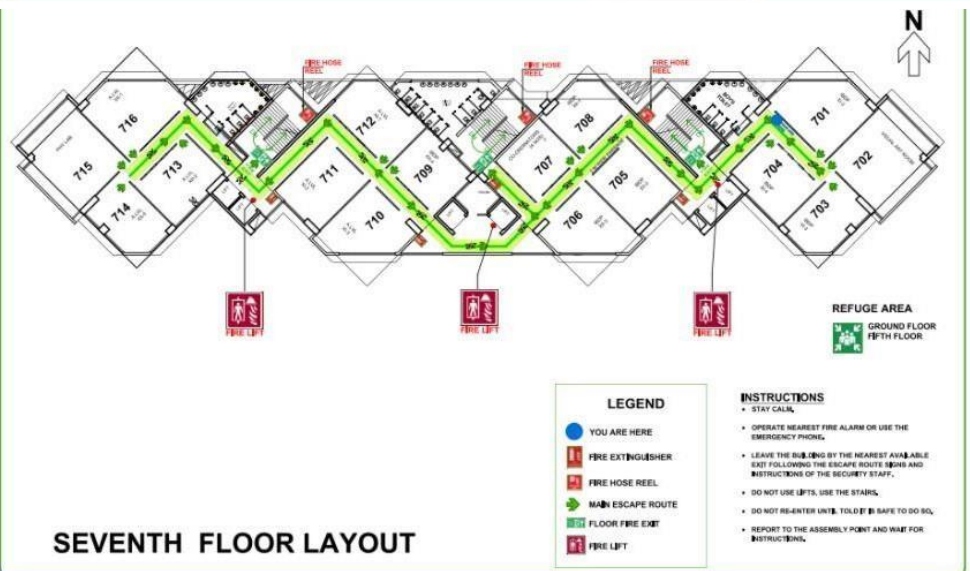 N
FIRE HOSE
REEL
FIRE HOSE
REEL
FIRE HOSE
REEL
716
715
714
713
712
711
710
709
708
707
706
705
704
703
702
701
LIFT
LIFT
FIRE LIFT
FIRE LIFT
FIRE LIFT
REFUGE AREA
GROUND FLOOR
FIFTH FLOOR
LEGEND
YOU ARE HERE
FIRE EXTINGUISHER
FIRE HOSE REEL
MAIN ESCAPE ROUTE
FLOOR FIRE EXIT
FIRE LIFT
INSTRUCTIONS
• STAY CALM.
• OPERATE NEAREST FIRE ALARM OR USE THE
EMERGENCY PHONE.
• LEAVE THE BUILDING BY THE NEAREST AVAILABLE
EXIT FOLLOWING THE ESCAPE ROUTE SIGNS AND
INSTRUCTIONS OF THE SECURITY STAFF.
• DO NOT USE LIFTS, USE THE STAIRS.
• DO NOT RE-ENTER UNTIL TOLD IT IS SAFE TO DO SO.
• REPORT TO THE ASSEMBLY POINT AND WAIT FOR
INSTRUCTIONS.
SEVENTH FLOOR LAYOUT